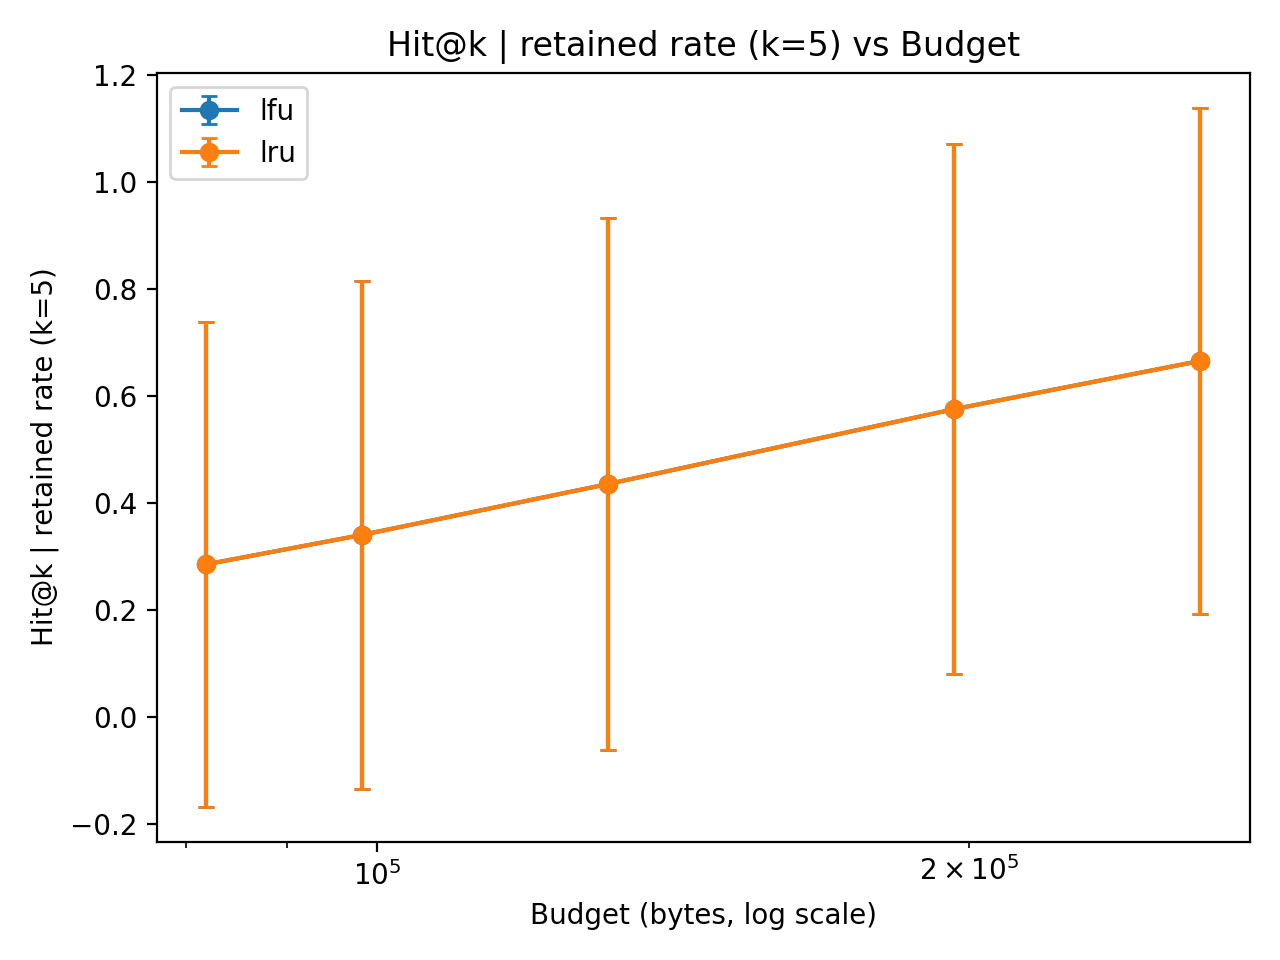 Hit@k | retained rate (k=5) vs Budget
lfu
lru
Hit@k | retained rate (k=5)
1.2
1.0
0.8
0.6
0.4
0.2
0.0
−0.2
10⁵
2 × 10⁵
Budget (bytes, log scale)